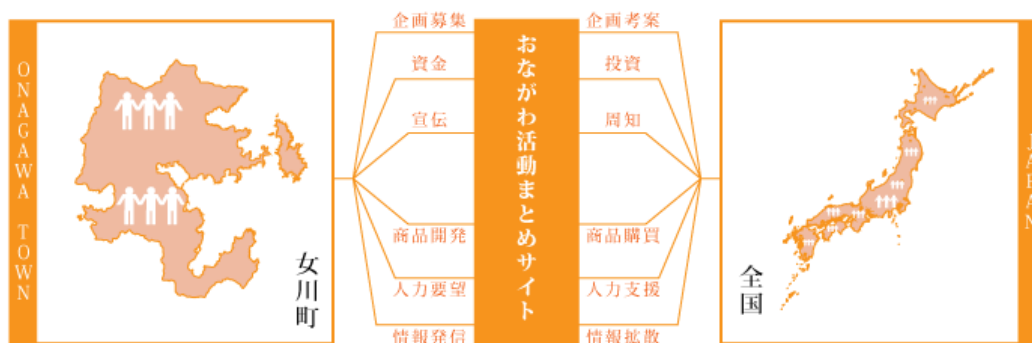 ONAGAWA TOWN
女川町
企画募集
資金
宣伝
商品開発
人力要望
情報発信
おながわ活動まとめサイト
企画考案
投資
周知
商品購買
人力支援
情報拡散
全国
JAPAN